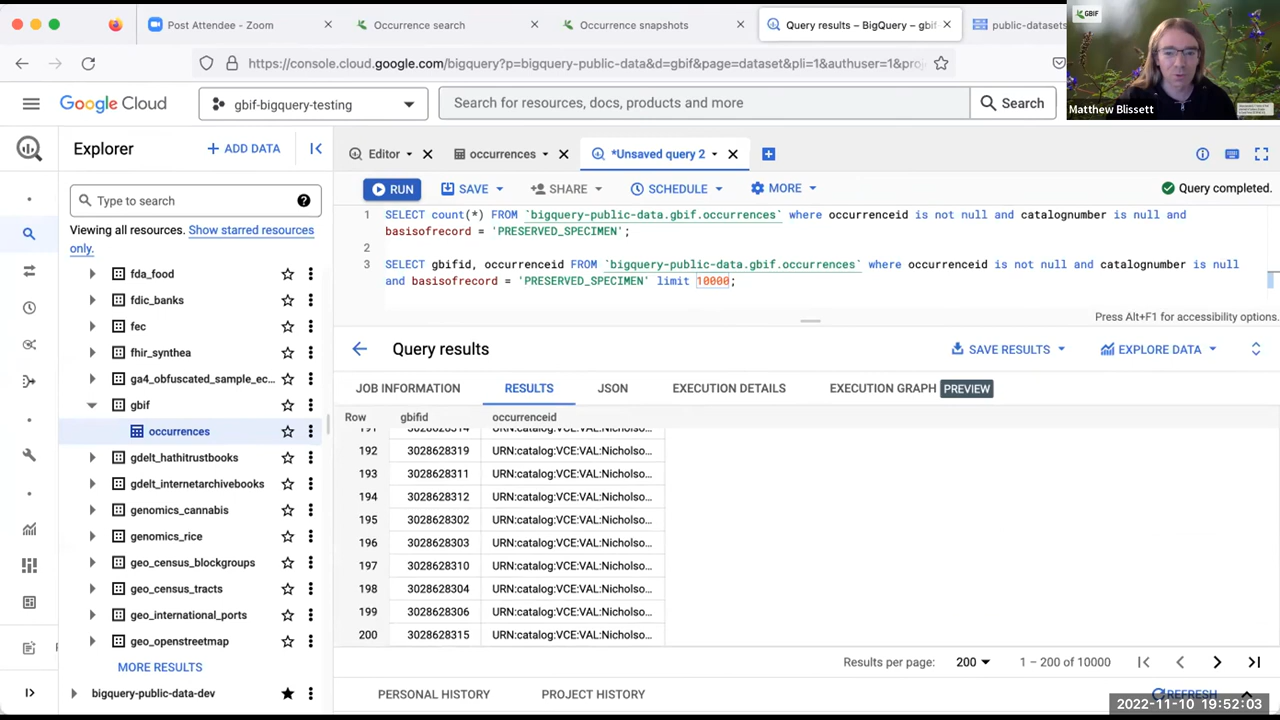 Post Attendee - Zoom
Occurrence search
Occurrence snapshots
Query results – BigQuery – gbif
public-datasets
GBIF
https://console.cloud.google.com/bigquery?p=bigquery-public-data&d=gbif&page=dataset&pli=1&authuser=1&pro
Google Cloud
gbif-bigquery-testing
Search for resources, docs, products and more
Search
Matthew Blissett
Explorer
+ ADD DATA
Editor
occurrences
*Unsaved query 2
Type to search
RUN
SAVE
SHARE
SCHEDULE
MORE
Query completed.
Viewing all resources. Show starred resources
only.
1 SELECT count(*) FROM `bigquery-public-data.gbif.occurrences` where occurrenceid is not null and catalognumber is null and
basisofrecord = 'PRESERVED_SPECIMEN';
2
3 SELECT gbifid, occurrenceid FROM `bigquery-public-data.gbif.occurrences` where occurrenceid is not null and catalognumber is null
and basisofrecord = 'PRESERVED_SPECIMEN' limit 10000;
Press Alt+F1 for accessibility options.
fda_food
fdic_banks
fec
fhir_synthea
ga4_obfuscated_sample_ec...
gbif
occurrences
gdelt_hathitrustbooks
gdelt_internetarchivebooks
genomics_cannabis
genomics_rice
geo_census_blockgroups
geo_census_tracts
geo_international_ports
geo_openstreetmap
MORE RESULTS
bigquery-public-data-dev
Query results
SAVE RESULTS
EXPLORE DATA
JOB INFORMATION
RESULTS
JSON
EXECUTION DETAILS
EXECUTION GRAPH
PREVIEW
Row gbifid occurrenceid
191 3028628314 URN:catalog:VCE:VAL:Nicholso...
192 3028628319 URN:catalog:VCE:VAL:Nicholso...
193 3028628311 URN:catalog:VCE:VAL:Nicholso...
194 3028628312 URN:catalog:VCE:VAL:Nicholso...
195 3028628302 URN:catalog:VCE:VAL:Nicholso...
196 3028628303 URN:catalog:VCE:VAL:Nicholso...
197 3028628310 URN:catalog:VCE:VAL:Nicholso...
198 3028628304 URN:catalog:VCE:VAL:Nicholso...
199 3028628306 URN:catalog:VCE:VAL:Nicholso...
200 3028628315 URN:catalog:VCE:VAL:Nicholso...
Results per page: 200 1 – 200 of 10000
PERSONAL HISTORY
PROJECT HISTORY
REFRESH
2022-11-10 19:52:03